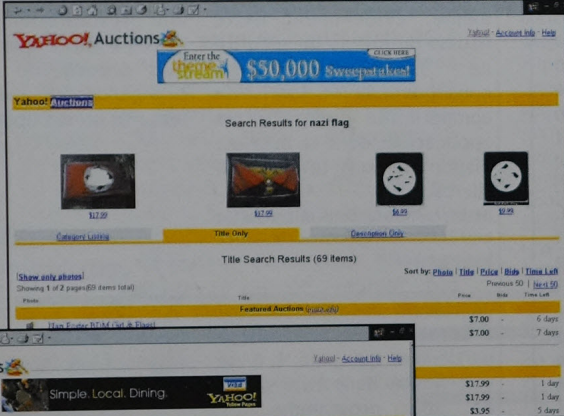 YAHOO! Auctions
Yahoo! - Account Info - Help
Enter the
theme stream
CLICK HERE
$50,000 Sweepstakes!
Yahoo! Auctions
Search Results for nazi flag
$17.99 $17.99 $6.99 $9.99
Category Listing Title Only Description Only
Title Search Results (69 items)
Show only photos! Sort by: Photo | Title | Price | Bids | Time Left
Showing 1 of 2 pages (69 items total) Previous 50 | Next 50
Photo Title Price Bids Time Left
Featured Auctions
$7.00 - 6 days
$7.00 - 7 days
Yahoo! - Account Info - Help
Simple. Local. Dining.
YAHOO!
Yellow Pages
$17.99 - 1 day
$17.99 - 1 day
$3.95 - 5 days